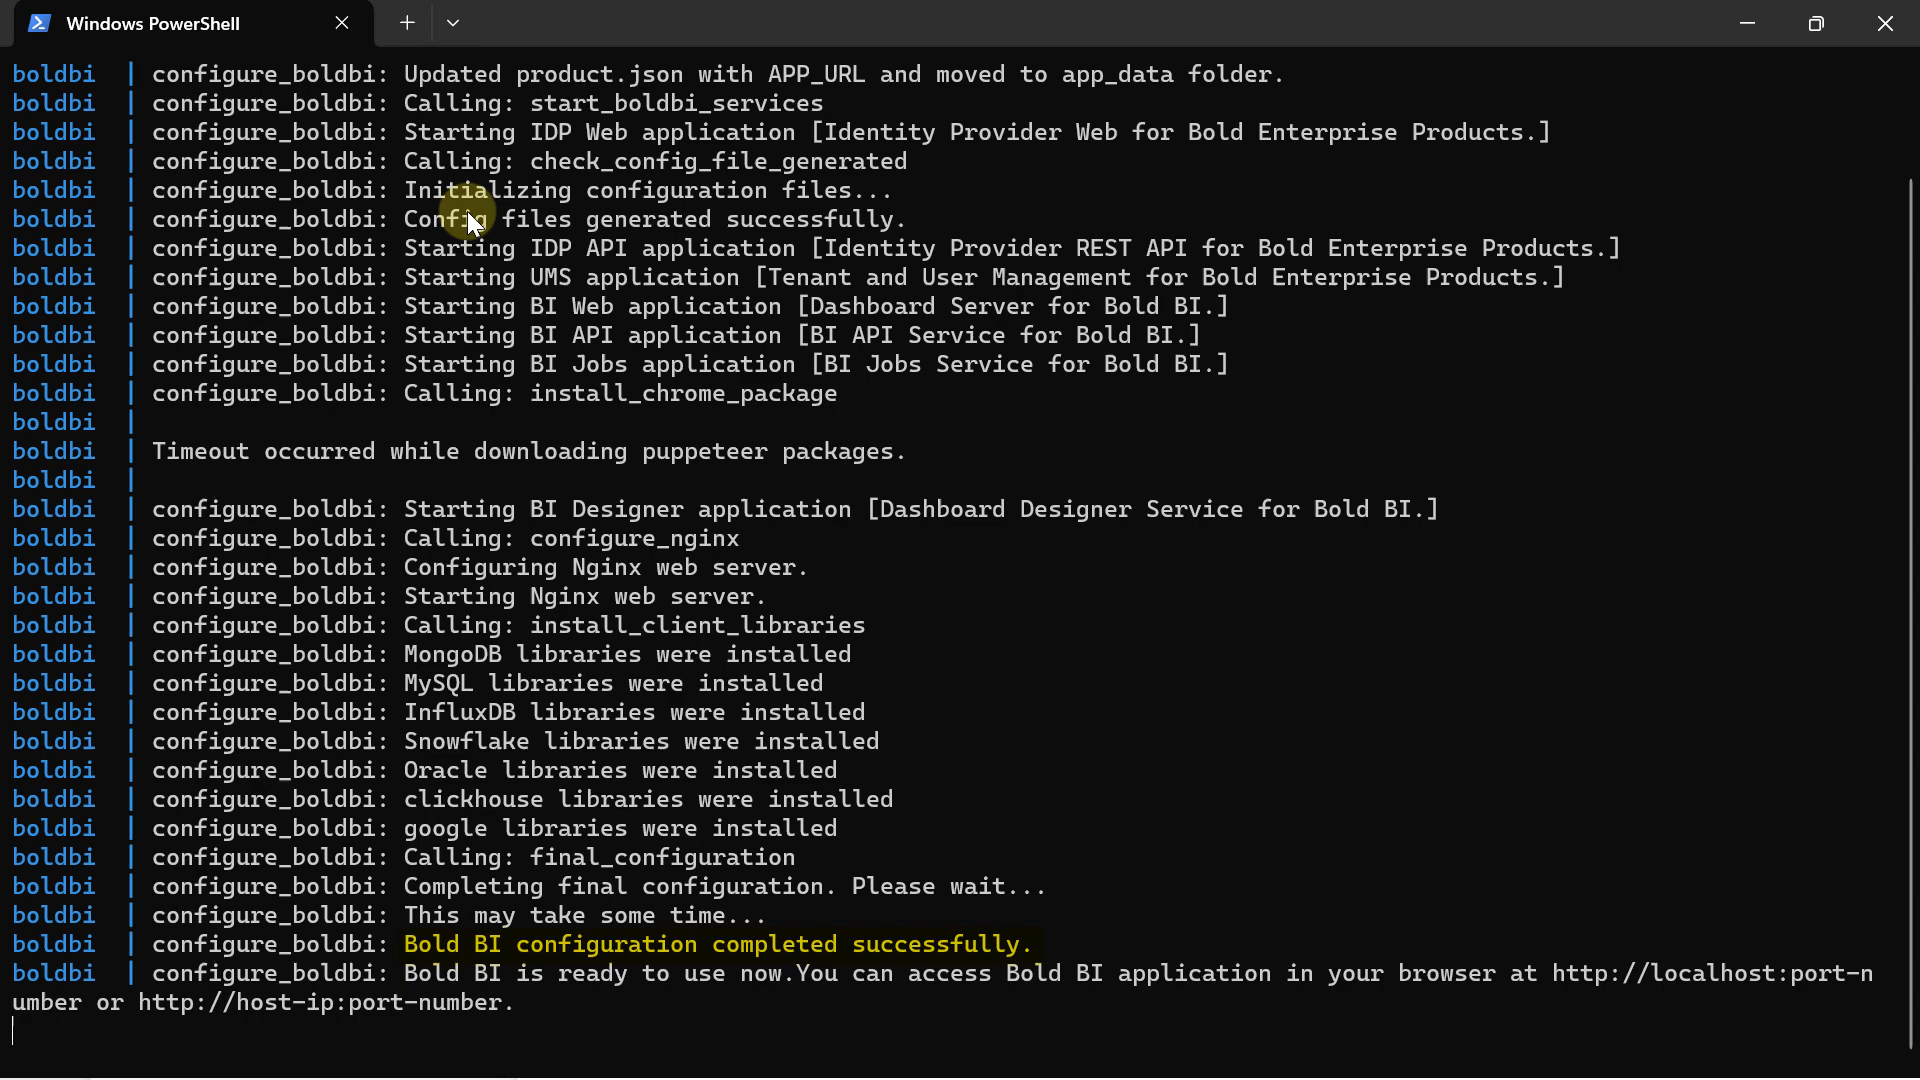 Windows PowerShell
boldbi | configure_boldbi: Updated product.json with APP_URL and moved to app_data folder.
boldbi | configure_boldbi: Calling: start_boldbi_services
boldbi | configure_boldbi: Starting IDP Web application [Identity Provider Web for Bold Enterprise Products.]
boldbi | configure_boldbi: Calling: check_config_file_generated
boldbi | configure_boldbi: Initializing configuration files...
boldbi | configure_boldbi: Config files generated successfully.
boldbi | configure_boldbi: Starting IDP API application [Identity Provider REST API for Bold Enterprise Products.]
boldbi | configure_boldbi: Starting UMS application [Tenant and User Management for Bold Enterprise Products.]
boldbi | configure_boldbi: Starting BI Web application [Dashboard Server for Bold BI.]
boldbi | configure_boldbi: Starting BI API application [BI API Service for Bold BI.]
boldbi | configure_boldbi: Starting BI Jobs application [BI Jobs Service for Bold BI.]
boldbi | configure_boldbi: Calling: install_chrome_package
boldbi |
boldbi | Timeout occurred while downloading puppeteer packages.
boldbi |
boldbi | configure_boldbi: Starting BI Designer application [Dashboard Designer Service for Bold BI.]
boldbi | configure_boldbi: Calling: configure_nginx
boldbi | configure_boldbi: Configuring Nginx web server.
boldbi | configure_boldbi: Starting Nginx web server.
boldbi | configure_boldbi: Calling: install_client_libraries
boldbi | configure_boldbi: MongoDB libraries were installed
boldbi | configure_boldbi: MySQL libraries were installed
boldbi | configure_boldbi: InfluxDB libraries were installed
boldbi | configure_boldbi: Snowflake libraries were installed
boldbi | configure_boldbi: Oracle libraries were installed
boldbi | configure_boldbi: clickhouse libraries were installed
boldbi | configure_boldbi: google libraries were installed
boldbi | configure_boldbi: Calling: final_configuration
boldbi | configure_boldbi: Completing final configuration. Please wait...
boldbi | configure_boldbi: This may take some time...
boldbi | configure_boldbi: Bold BI configuration completed successfully.
boldbi | configure_boldbi: Bold BI is ready to use now.You can access Bold BI application in your browser at http://localhost:port-n
umber or http://host-ip:port-number.